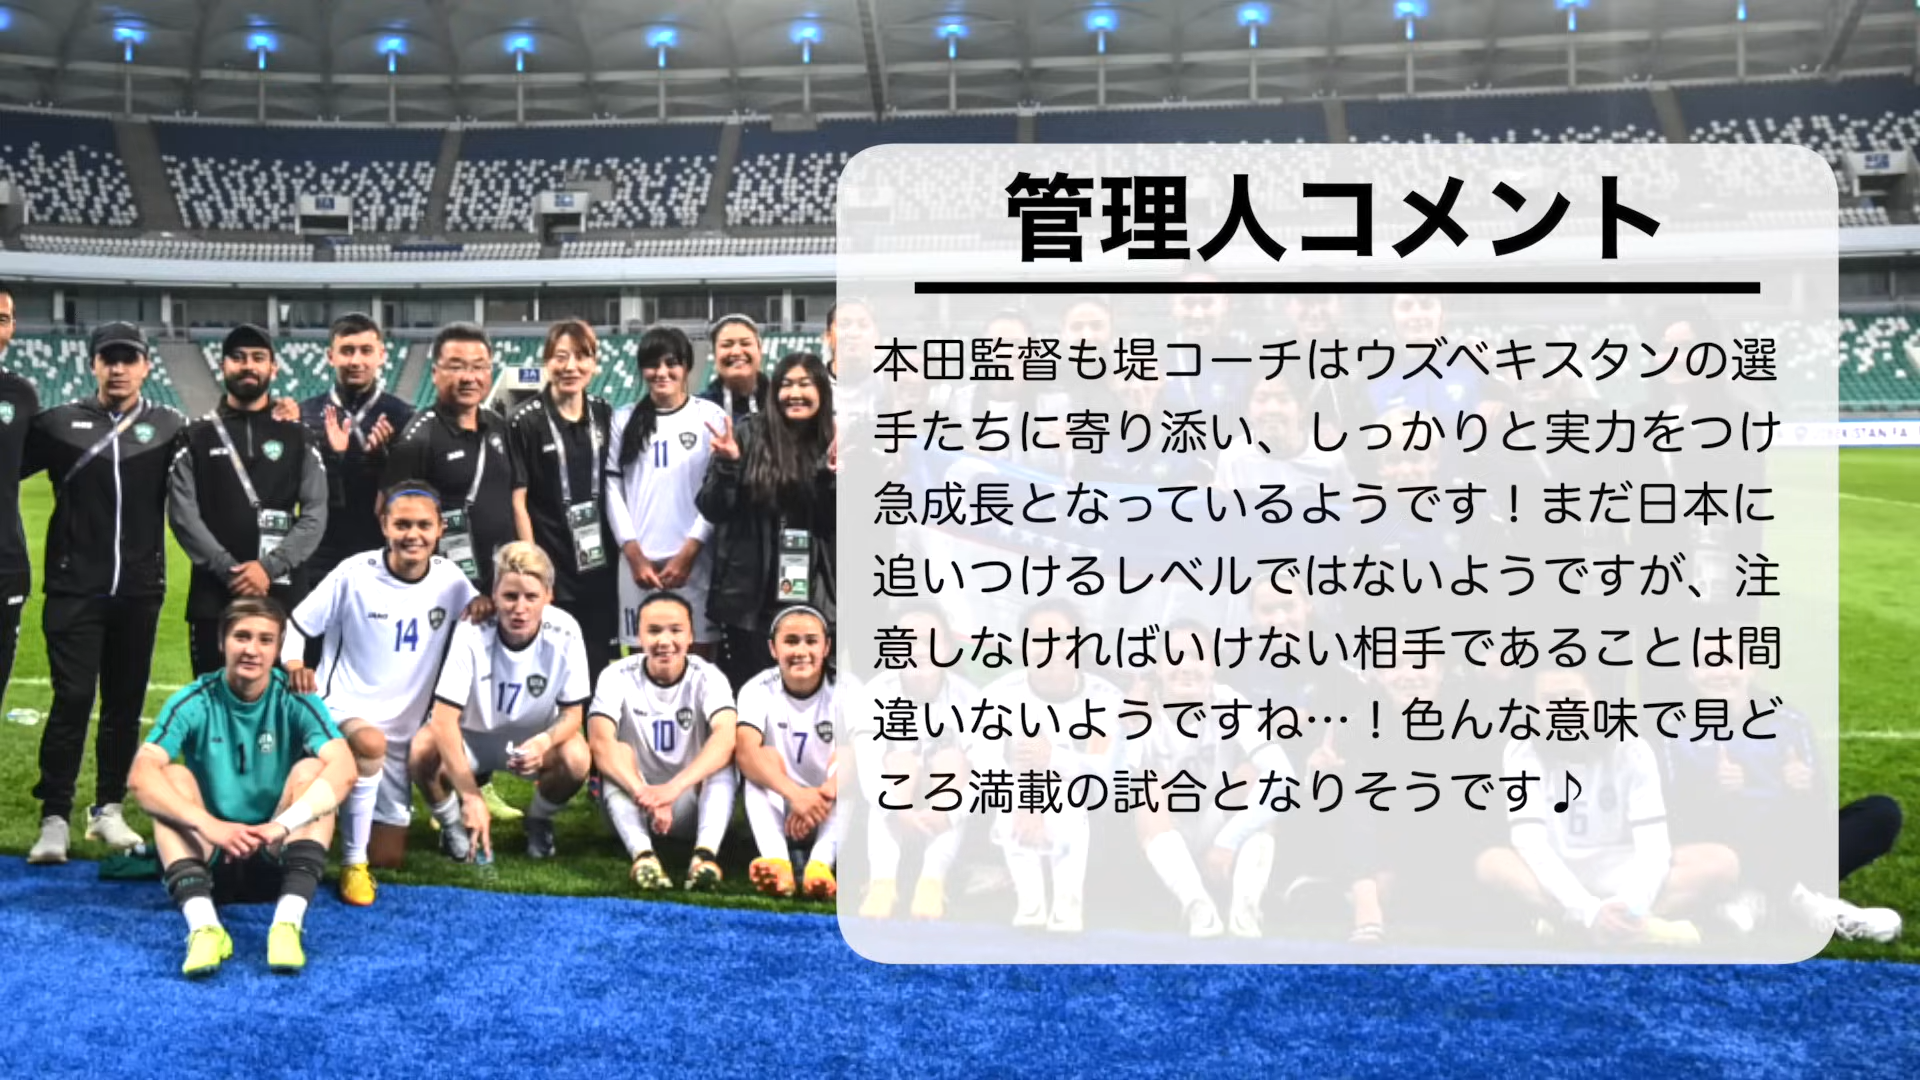 管理人コメント
本田監督も堤コーチはウズベキスタンの選
手たちに寄り添い、しっかりと実力をつけ
急成長となっているようです！まだ日本に
追いつけるレベルではないようですが、注
意しなければいけない相手であることは間
違いないようですね…！色んな意味で見ど
ころ満載の試合となりそうです♪
11
14
17
10
7
1